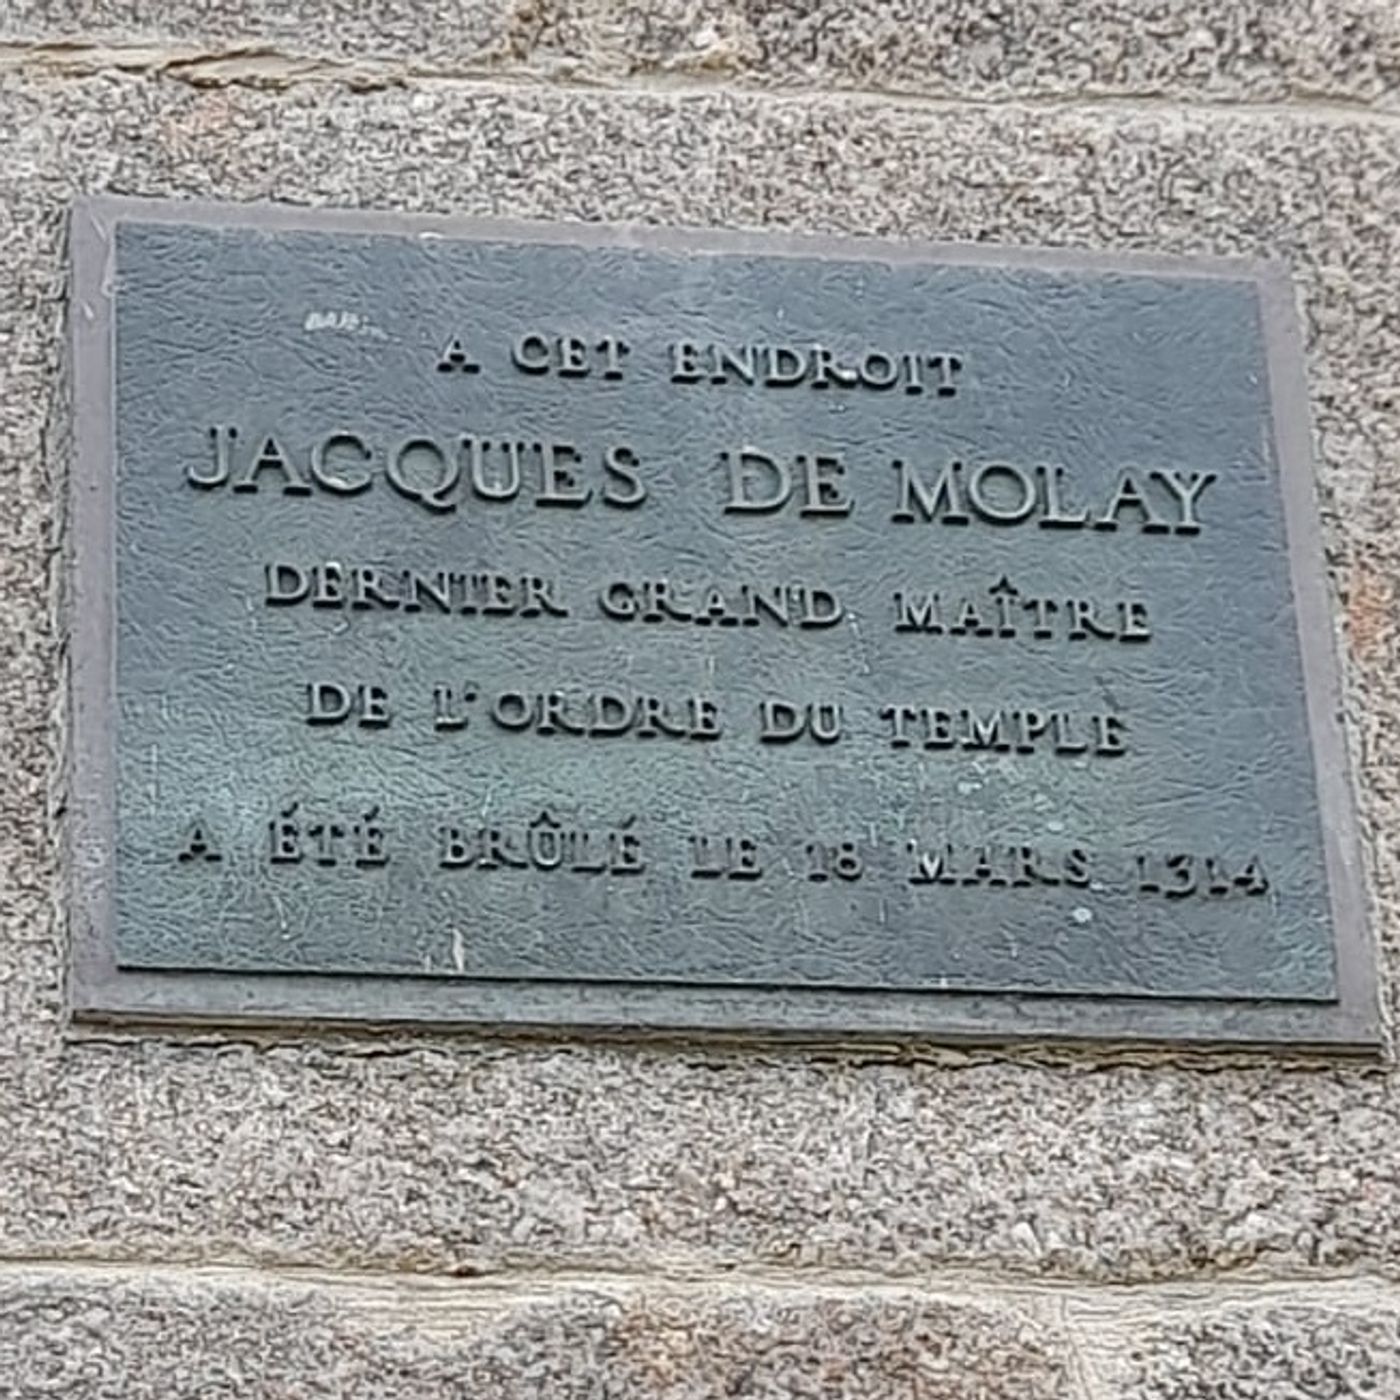 A CET ENDROIT
JACQUES DE MOLAY
DERNIER GRAND MAÎTRE
DE L'ORDRE DU TEMPLE
A ÉTÉ BRÛLÉ LE 18 MARS 1314